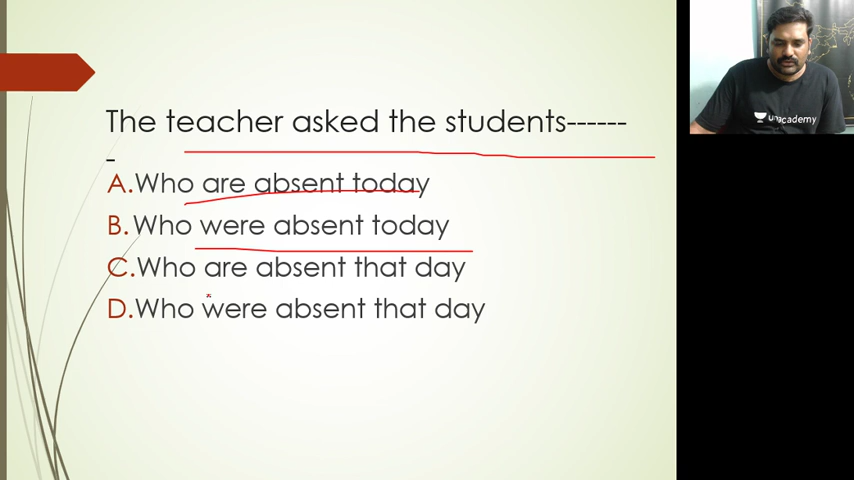 The teacher asked the students------
-
A.Who are absent today
B.Who were absent today
C.Who are absent that day
D.Who were absent that day
unacademy